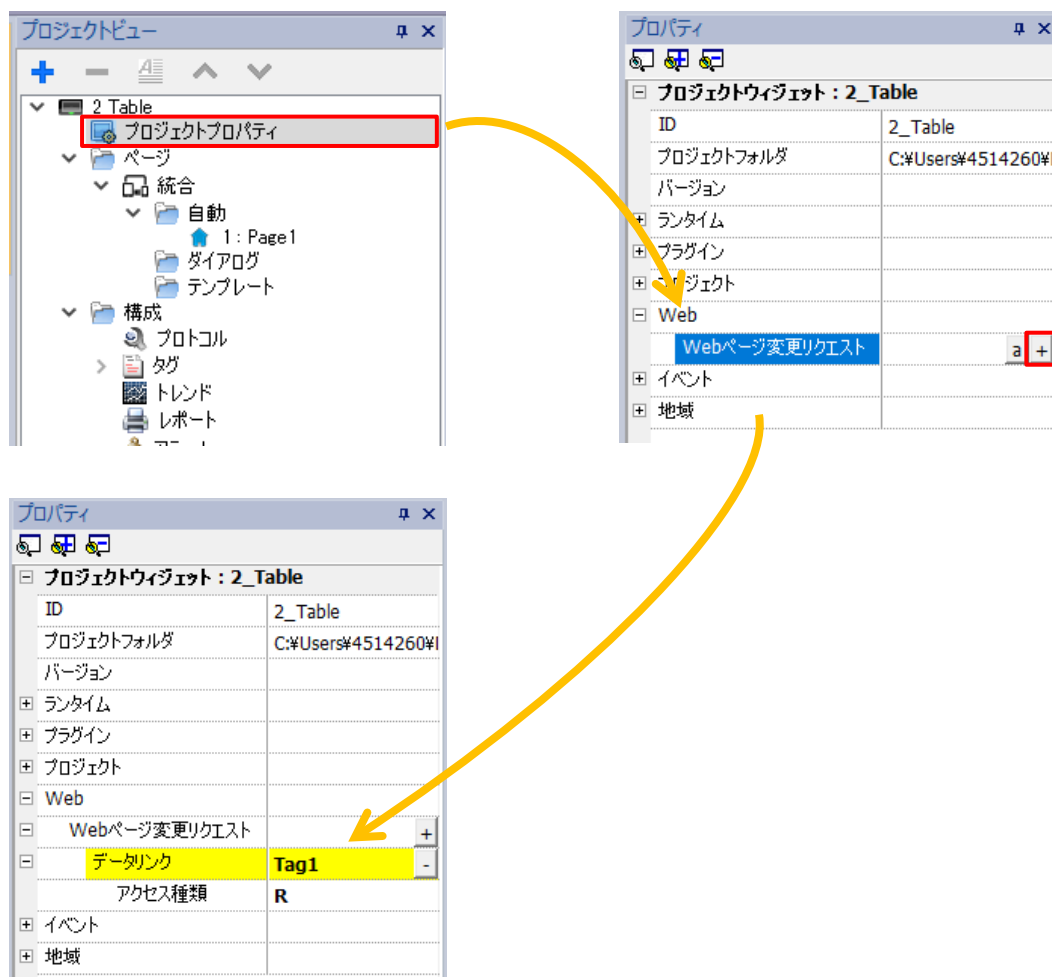 プロジェクトビュー
2 Table
プロジェクトプロパティ
ページ
統合
自動
1 : Page1
ダイアログ
テンプレート
構成
プロトコル
タグ
トレンド
レポート
プロパティ
プロジェクトウィジェット : 2_Table
ID 2_Table
プロジェクトフォルダ C:¥Users¥4514260¥
バージョン
ランタイム
プラグイン
プロジェクト
Web
Webページ変更リクエスト a +
イベント
地域
プロパティ
プロジェクトウィジェット : 2_Table
ID 2_Table
プロジェクトフォルダ C:¥Users¥4514260¥
バージョン
ランタイム
プラグイン
プロジェクト
Web
Webページ変更リクエスト +
データリンク Tag1 -
アクセス種類 R
イベント
地域